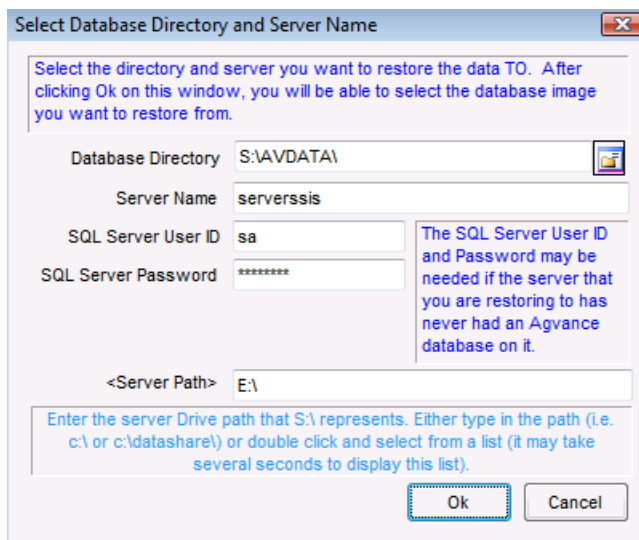 Select Database Directory and Server Name
Select the directory and server you want to restore the data TO.  After
clicking Ok on this window, you will be able to select the database image
you want to restore from.
Database Directory S:\AVDATA\
Server Name serverssis
SQL Server User ID sa
SQL Server Password ********
The SQL Server User ID
and Password may be
needed if the server that
you are restoring to has
never had an Agvance
database on it.
<Server Path> E:\
Enter the server Drive path that S:\ represents. Either type in the path (i.e.
c:\ or c:\datashare\) or double click and select from a list (it may take
several seconds to display this list).
Ok Cancel